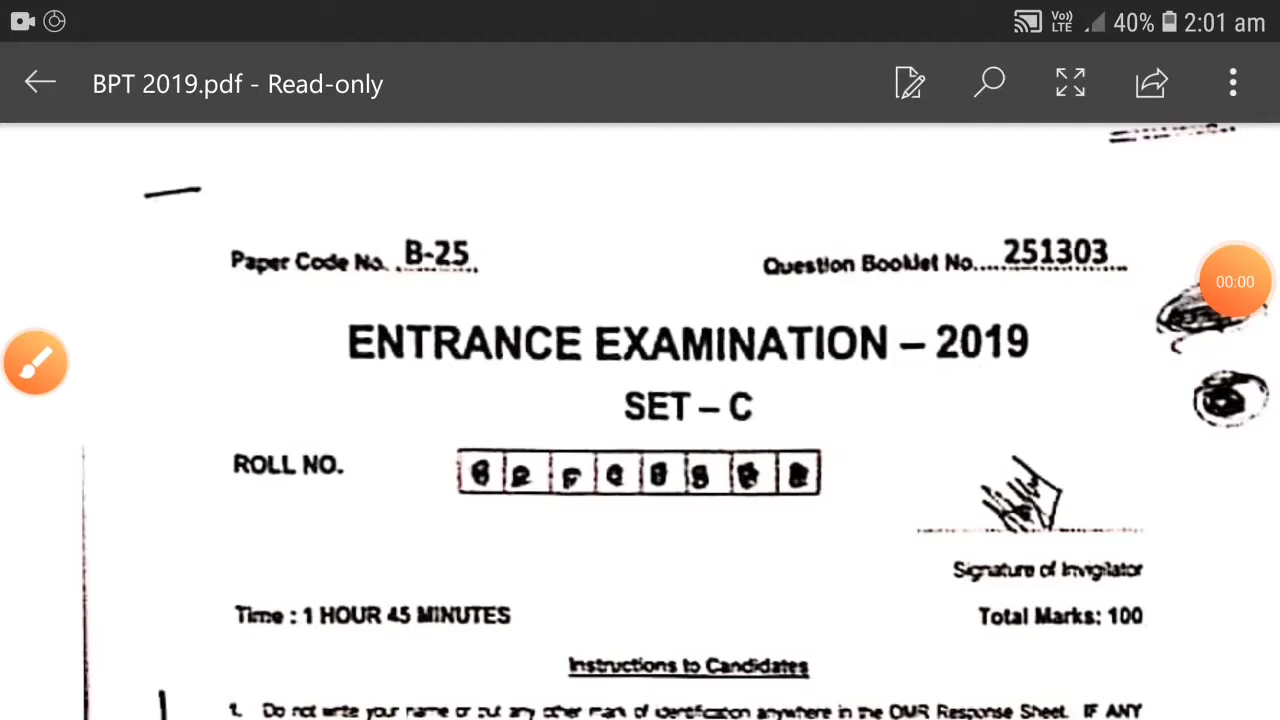 Vo)) LTE 40% 2:01 am
BPT 2019.pdf - Read-only
Paper Code No. B-25
Question Booklet No. 251303
00:00
ENTRANCE EXAMINATION – 2019
SET – C
ROLL NO.
Signature of Invigilator
Time : 1 HOUR 45 MINUTES
Total Marks: 100
Instructions to Candidates
1. Do not write your name or put any other mark of identification anywhere in the OMR Response Sheet. IF ANY